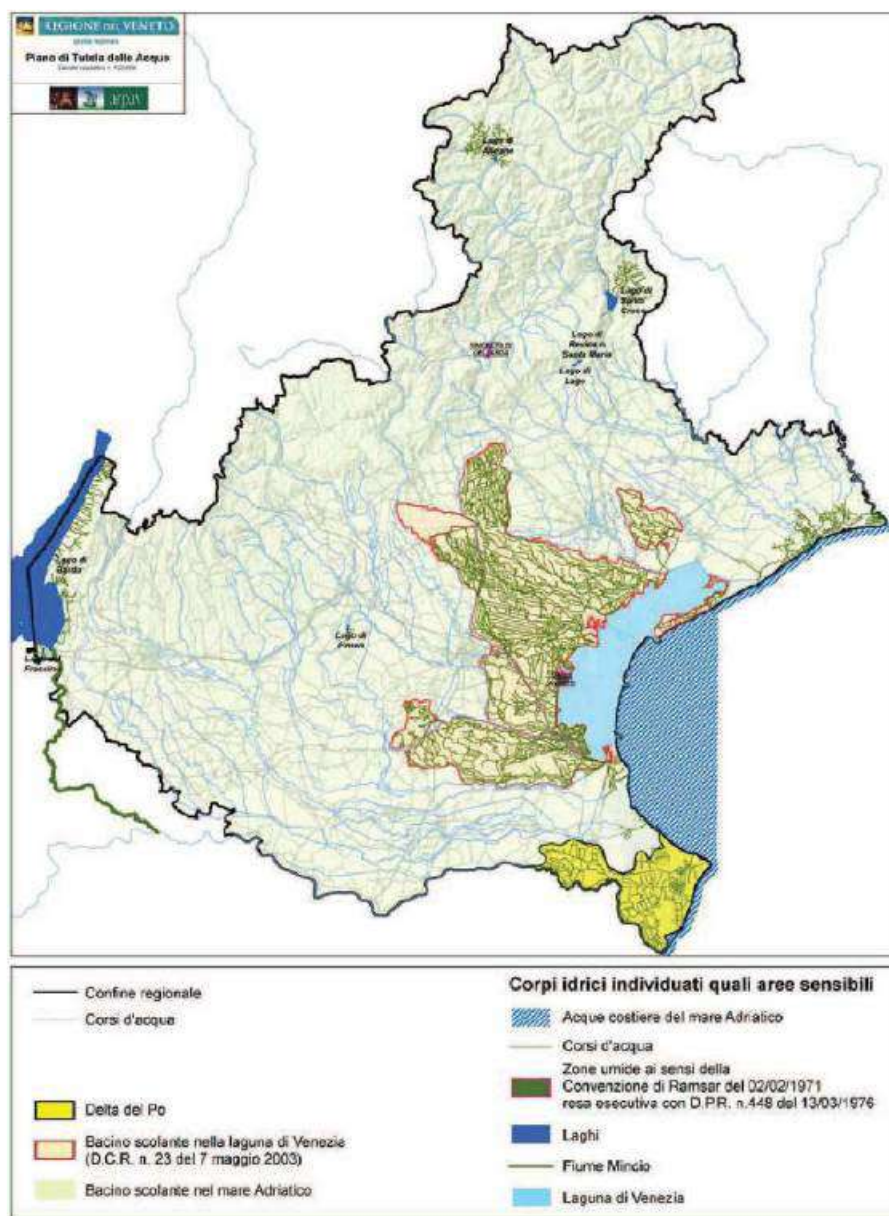 REGIONE DEL VENETO
Piano di Tutela delle Acque
arpav
Lago di
Alleghe
Lago di
Santa
Croce
Lago di
Revine o
Santa Maria
Lago di
Lago
Lago di
Garda
Lago di
Fimon
Frassino
Confine regionale
Corsi d'acqua
Delta del Po
Bacino scolante nella laguna di Venezia
(D.C.R. n. 23 del 7 maggio 2003)
Bacino scolante nel mare Adriatico
Corpi idrici individuati quali aree sensibili
Acque costiere del mare Adriatico
Corsi d'acqua
Zone umide ai sensi della
Convenzione di Ramsar del 02/02/1971
resa esecutiva con D.P.R. n.448 del 13/03/1976
Laghi
Fiume Mincio
Laguna di Venezia